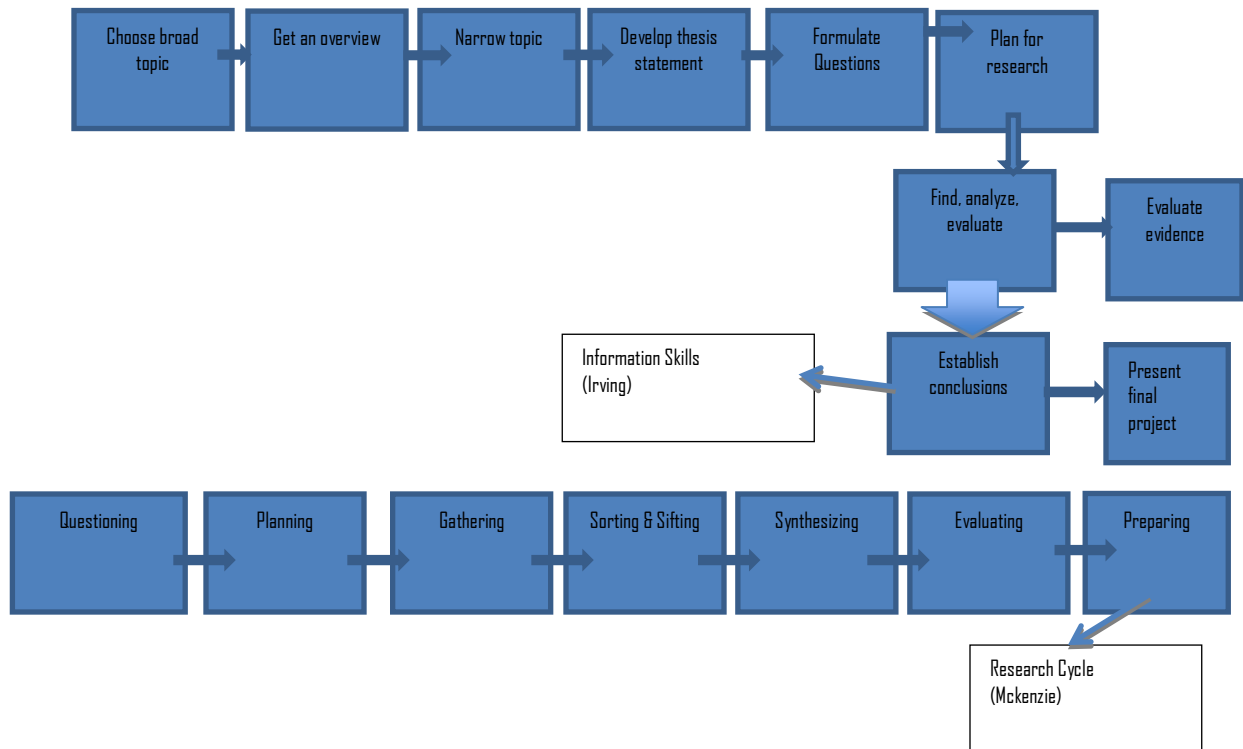 Choose broad
topic
Get an overview
Narrow topic
Develop thesis
statement
Formulate
Questions
Plan for
research
Find, analyze,
evaluate
Evaluate
evidence
Information Skills
(Irving)
Establish
conclusions
Present
final
project
Questioning
Planning
Gathering
Sorting & Sifting
Synthesizing
Evaluating
Preparing
Research Cycle
(Mckenzie)